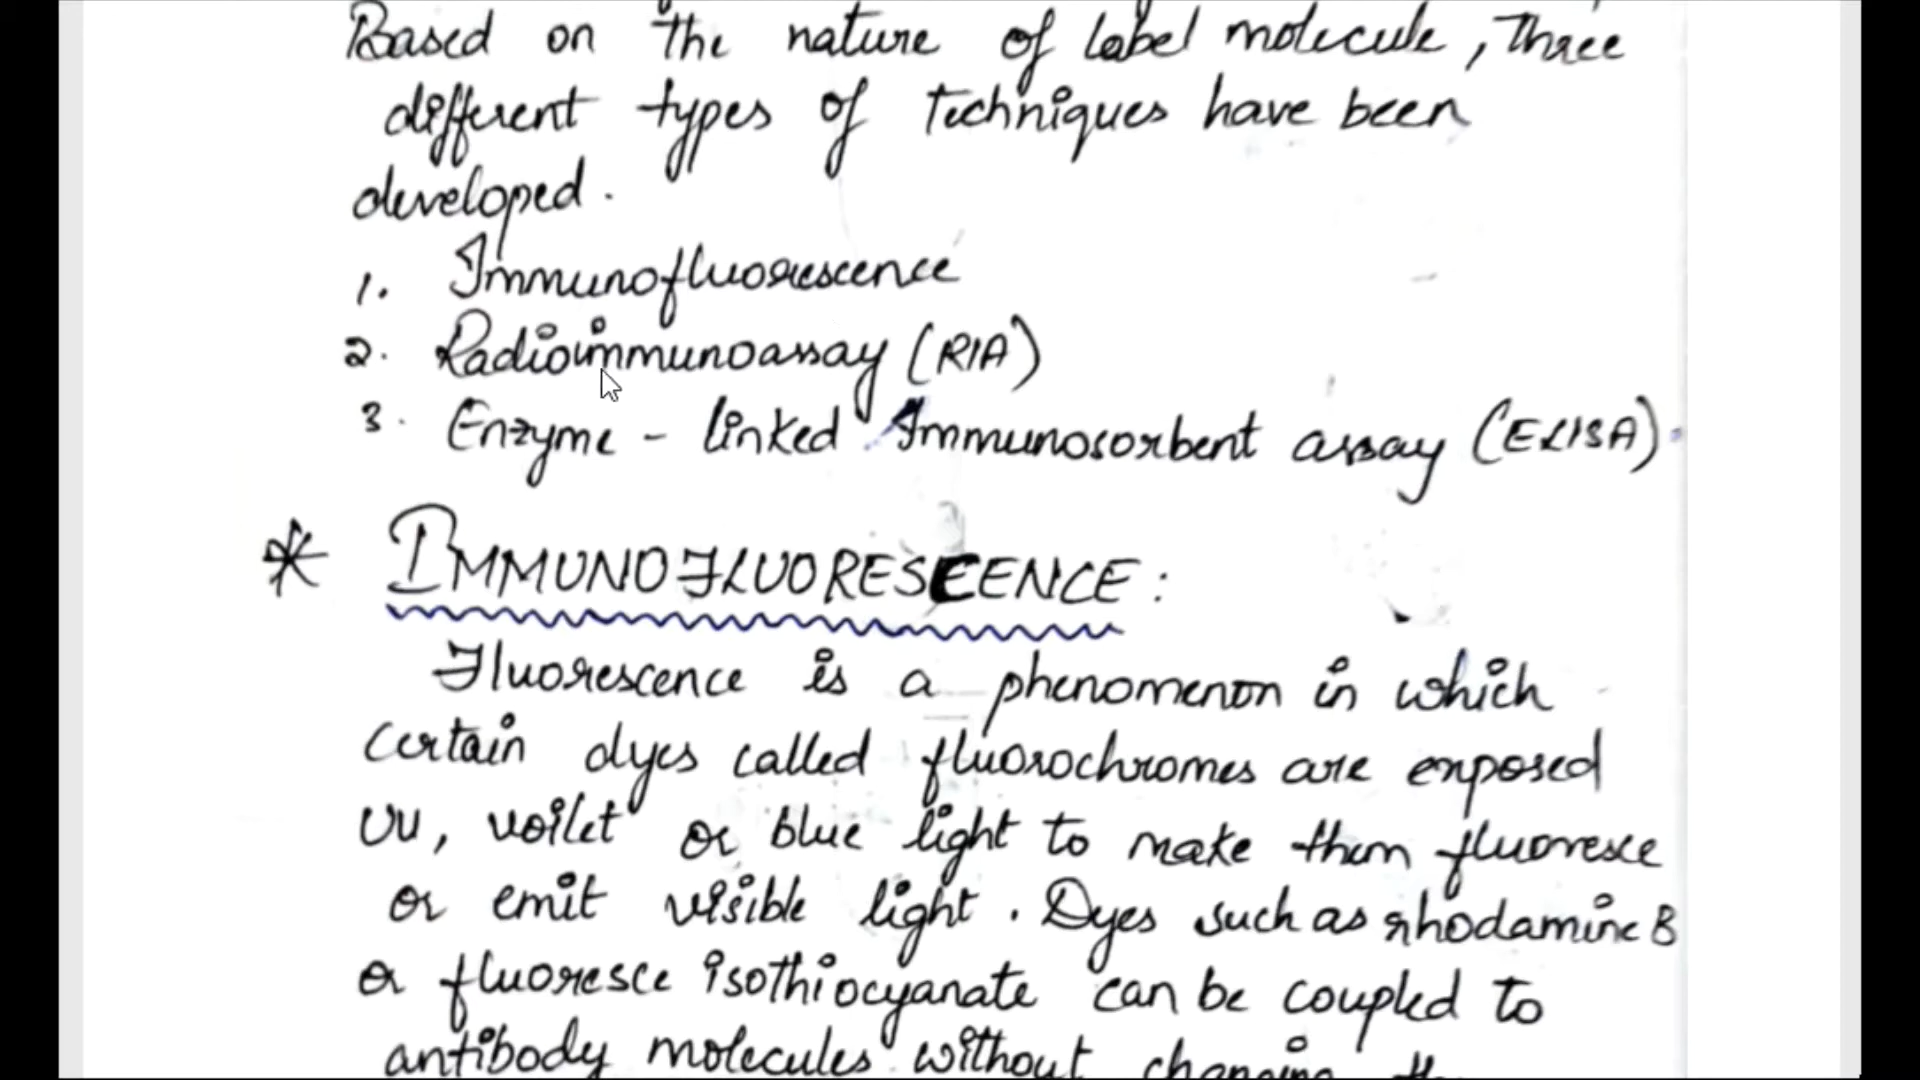 Based on the nature of label molecule, Three
different types of Techniques have been
developed.
1. Immunofluorescence
2. Radioimmunoassay (RIA)
3. Enzyme - linked Immunosorbent assay (ELISA).
* IMMUNOFLUORESCENCE:
Fluorescence is a phenomenon in which
certain dyes called fluorochromes are exposed
UV, voilet or blue light to make them fluoresce
or emit visible light. Dyes such as rhodamine B
or fluoresce isothiocyanate can be coupled to
antibody molecules without changing